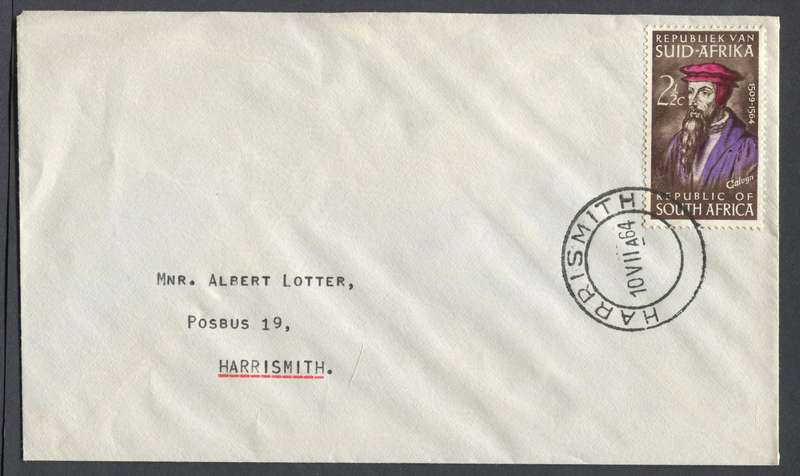 REPUBLIEK VAN
SUID-AFRIKA
2½c
1509-1564
Calvyn
REPUBLIC OF
SOUTH AFRICA
HARRISMITH
10 VII A 64
MNR. ALBERT LOTTER,
POSBUS 19,
HARRISMITH.